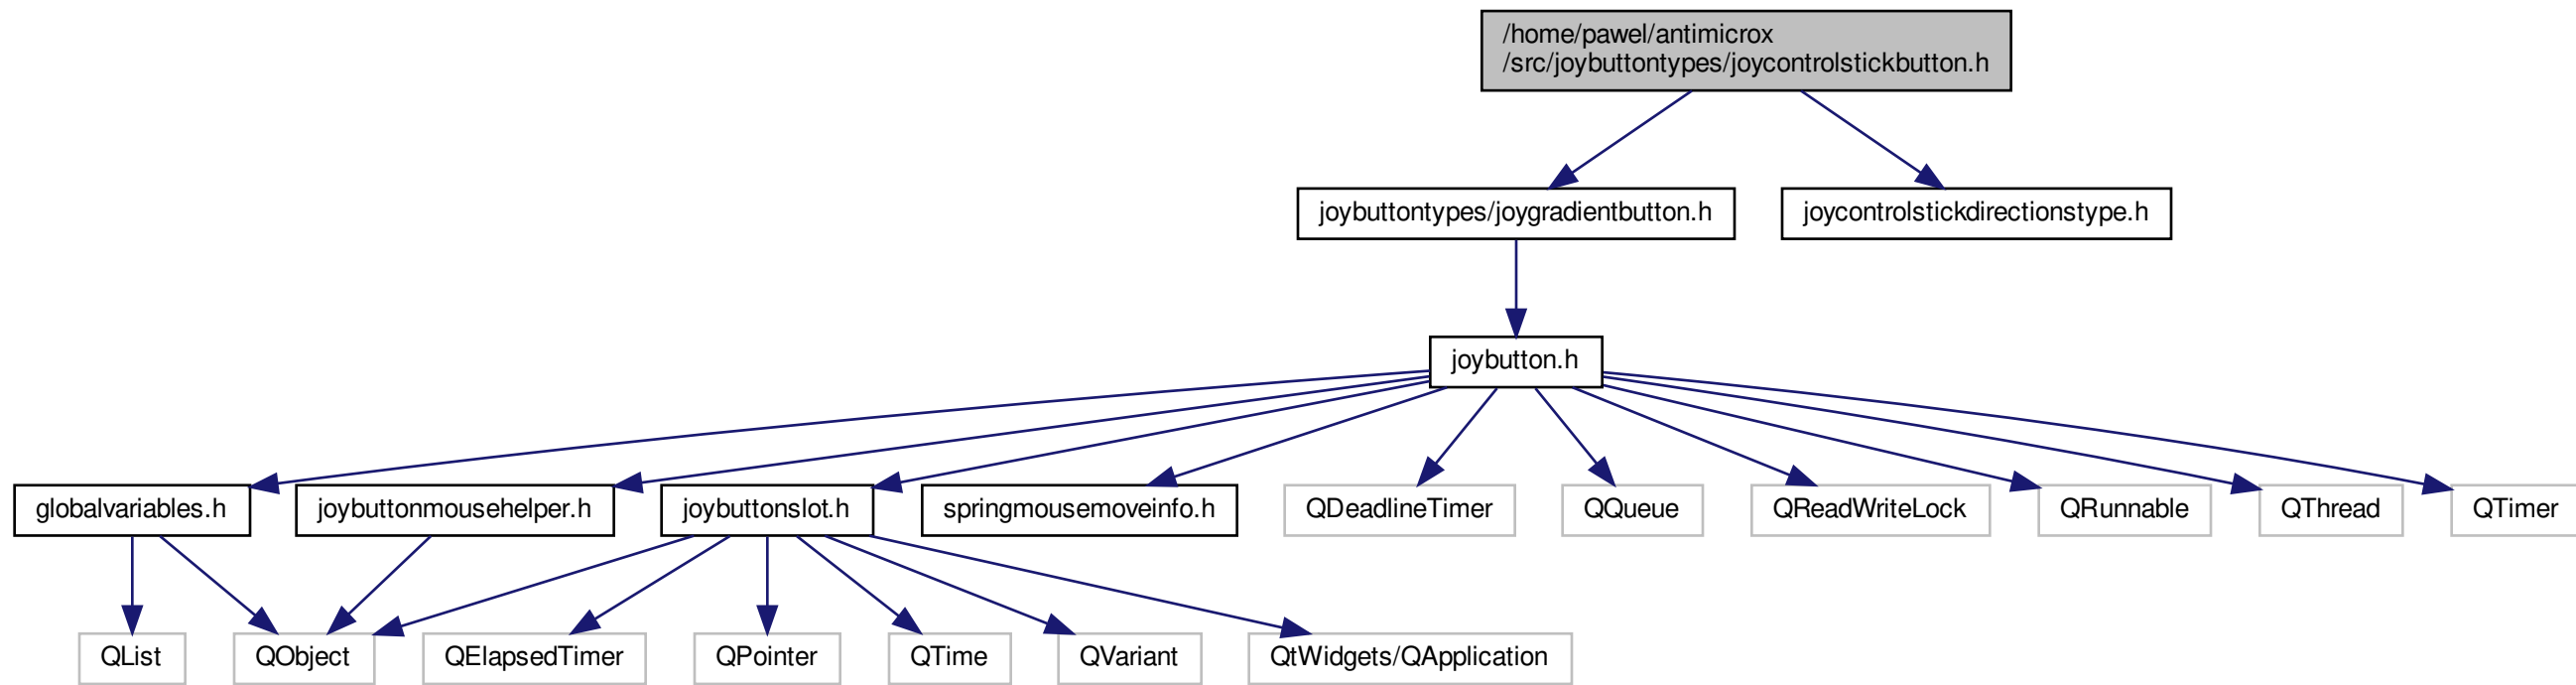 /home/pawel/antimicrox
/src/joybuttontypes/joycontrolstickbutton.h
joybuttontypes/joygradientbutton.h
joycontrolstickdirectionstype.h
joybutton.h
globalvariables.h
joybuttonmousehelper.h
joybuttonslot.h
springmousemoveinfo.h
QDeadlineTimer
QQueue
QReadWriteLock
QRunnable
QThread
QTimer
QList
QObject
QElapsedTimer
QPointer
QTime
QVariant
QtWidgets/QApplication